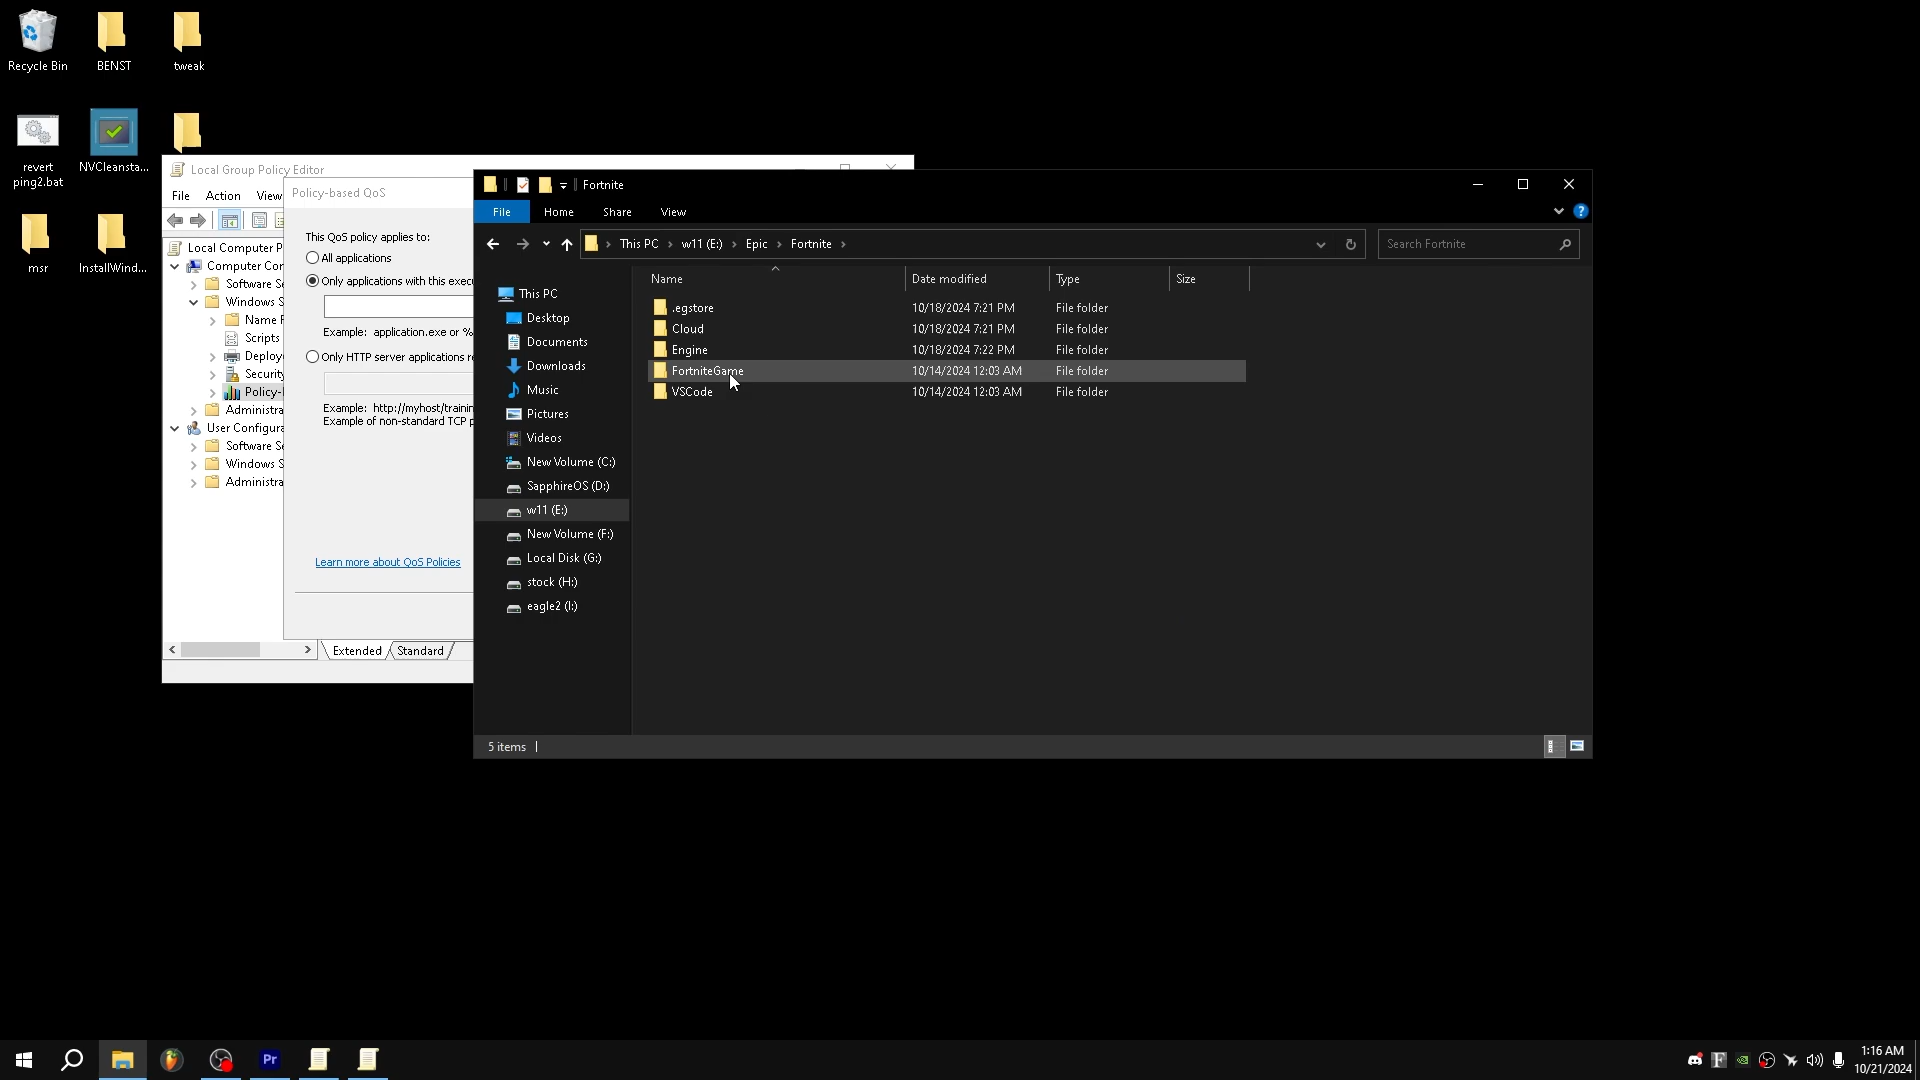 Recycle Bin
BENST
tweak
revert
ping2.bat
NVCleansta...
msr
InstallWind...
Local Group Policy Editor
File
Action
View
Local Computer P
Computer Con
Software Se
Windows S
Name R
Scripts
Deploye
Security
Policy-
Administra
User Configura
Software Se
Windows S
Administra
Extended
Standard
Policy-based QoS
This QoS policy applies to:
All applications
Only applications with this exec
Example: application.exe or %
Only HTTP server applications re
Example: http://myhost/trainin
Example of non-standard TCP p
Learn more about QoS Policies
Fortnite
File
Home
Share
View
This PC
w11 (E:)
Epic
Fortnite
Search Fortnite
This PC
Desktop
Documents
Downloads
Music
Pictures
Videos
New Volume (C:)
SapphireOS (D:)
w11 (E:)
New Volume (F:)
Local Disk (G:)
stock (H:)
eagle2 (I:)
Name Date modified Type Size
.egstore 10/18/2024 7:21 PM File folder
Cloud 10/18/2024 7:21 PM File folder
Engine 10/18/2024 7:22 PM File folder
FortniteGame 10/14/2024 12:03 AM File folder
VSCode 10/14/2024 12:03 AM File folder
5 items
Pr
1:16 AM
10/21/2024